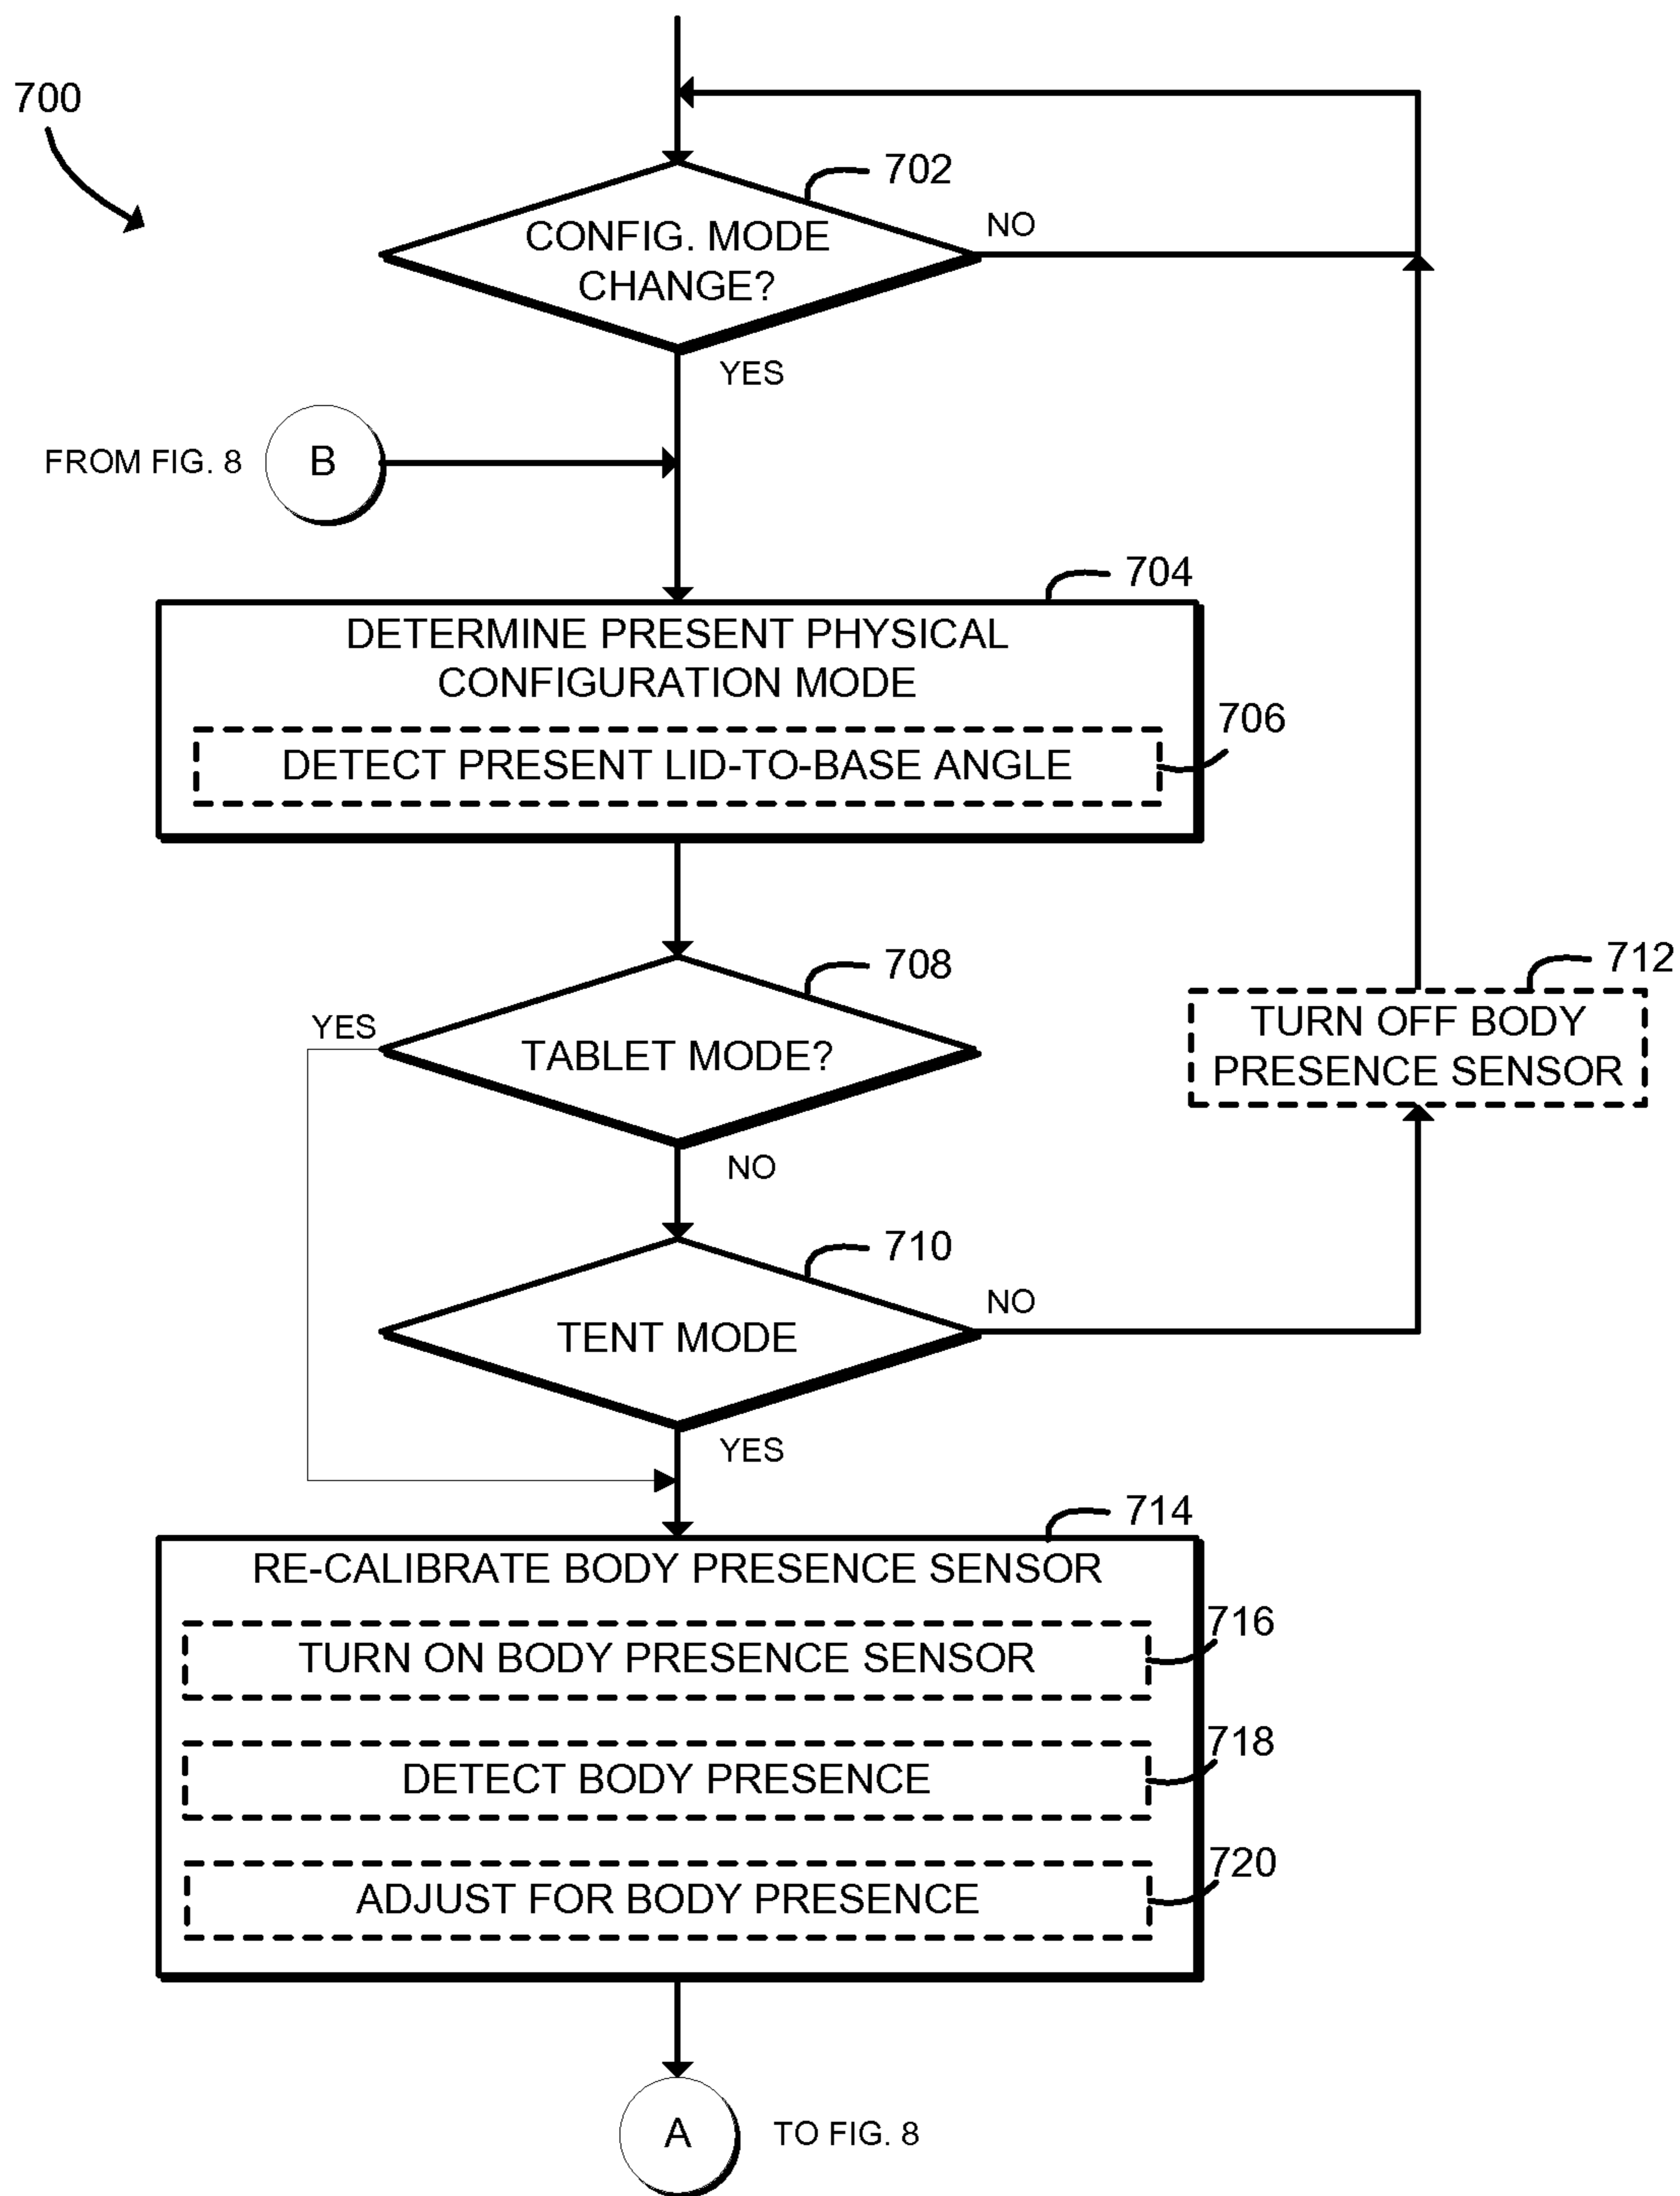 700
702
CONFIG. MODE
CHANGE?
NO
YES
FROM FIG. 8
B
704
DETERMINE PRESENT PHYSICAL
CONFIGURATION MODE
706
DETECT PRESENT LID-TO-BASE ANGLE
708
YES
TABLET MODE?
NO
712
TURN OFF BODY
PRESENCE SENSOR
710
TENT MODE
NO
YES
714
RE-CALIBRATE BODY PRESENCE SENSOR
716
TURN ON BODY PRESENCE SENSOR
718
DETECT BODY PRESENCE
720
ADJUST FOR BODY PRESENCE
A
TO FIG. 8